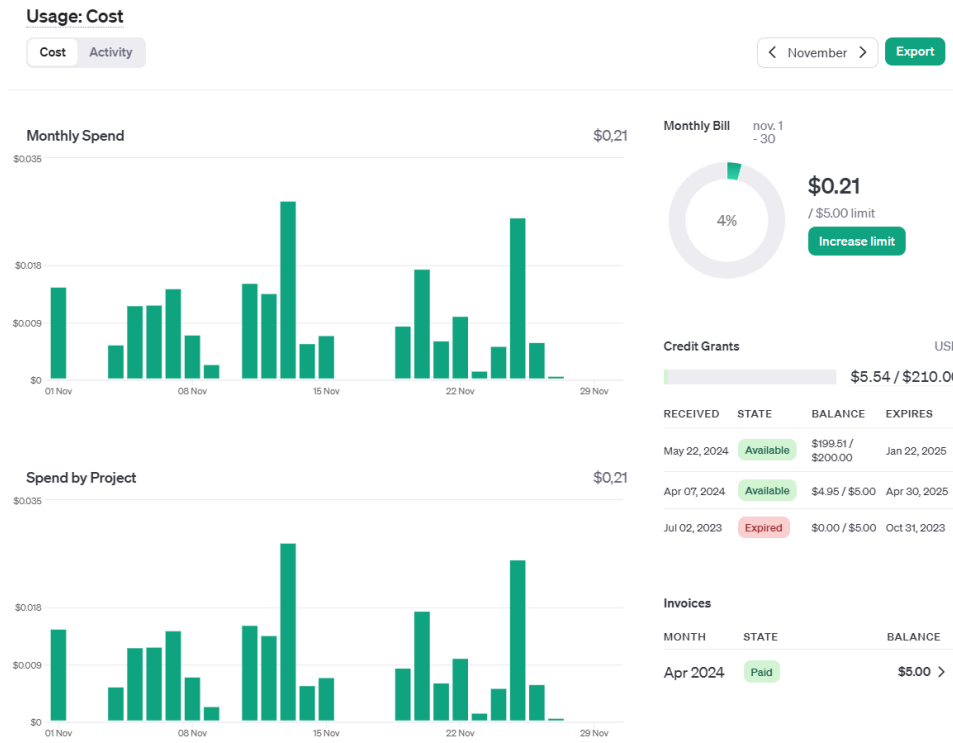 Usage: Cost
Cost Activity
November Export
Monthly Spend $0,21
$0.035
$0.018
$0.009
$0
01 Nov 08 Nov 15 Nov 22 Nov 29 Nov
Spend by Project $0,21
$0.035
$0.018
$0.009
$0
01 Nov 08 Nov 15 Nov 22 Nov 29 Nov
Monthly Bill nov. 1
- 30
4%
$0.21
/ $5.00 limit
Increase limit
Credit Grants
$5.54 / $210.00
RECEIVED STATE BALANCE EXPIRES
May 22, 2024 Available $199.51 / $200.00 Jan 22, 2025
Apr 07, 2024 Available $4.95 / $5.00 Apr 30, 2025
Jul 02, 2023 Expired $0.00 / $5.00 Oct 31, 2023
Invoices
MONTH STATE BALANCE
Apr 2024 Paid $5.00